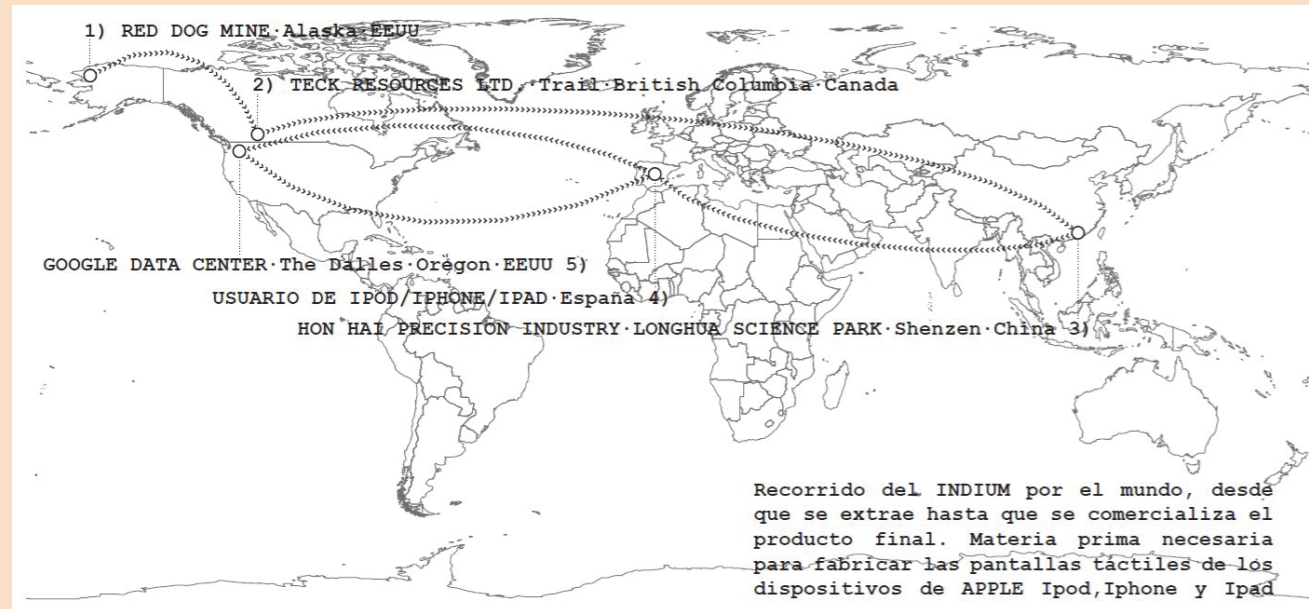 1) RED DOG MINE·Alaska·EEUU
2) TECK RESOURCES LTD.·Trail·British Columbia·Canada
GOOGLE DATA CENTER·The Dalles·Oregon·EEUU 5)
USUARIO DE IPOD/IPHONE/IPAD·España 4)
HON HAI PRECISION INDUSTRY·LONGHUA SCIENCE PARK·Shenzen·China 3)
Recorrido del INDIUM por el mundo, desde
que se extrae hasta que se comercializa el
producto final. Materia prima necesaria
para fabricar las pantallas táctiles de los
dispositivos de APPLE Ipod,Iphone y Ipad